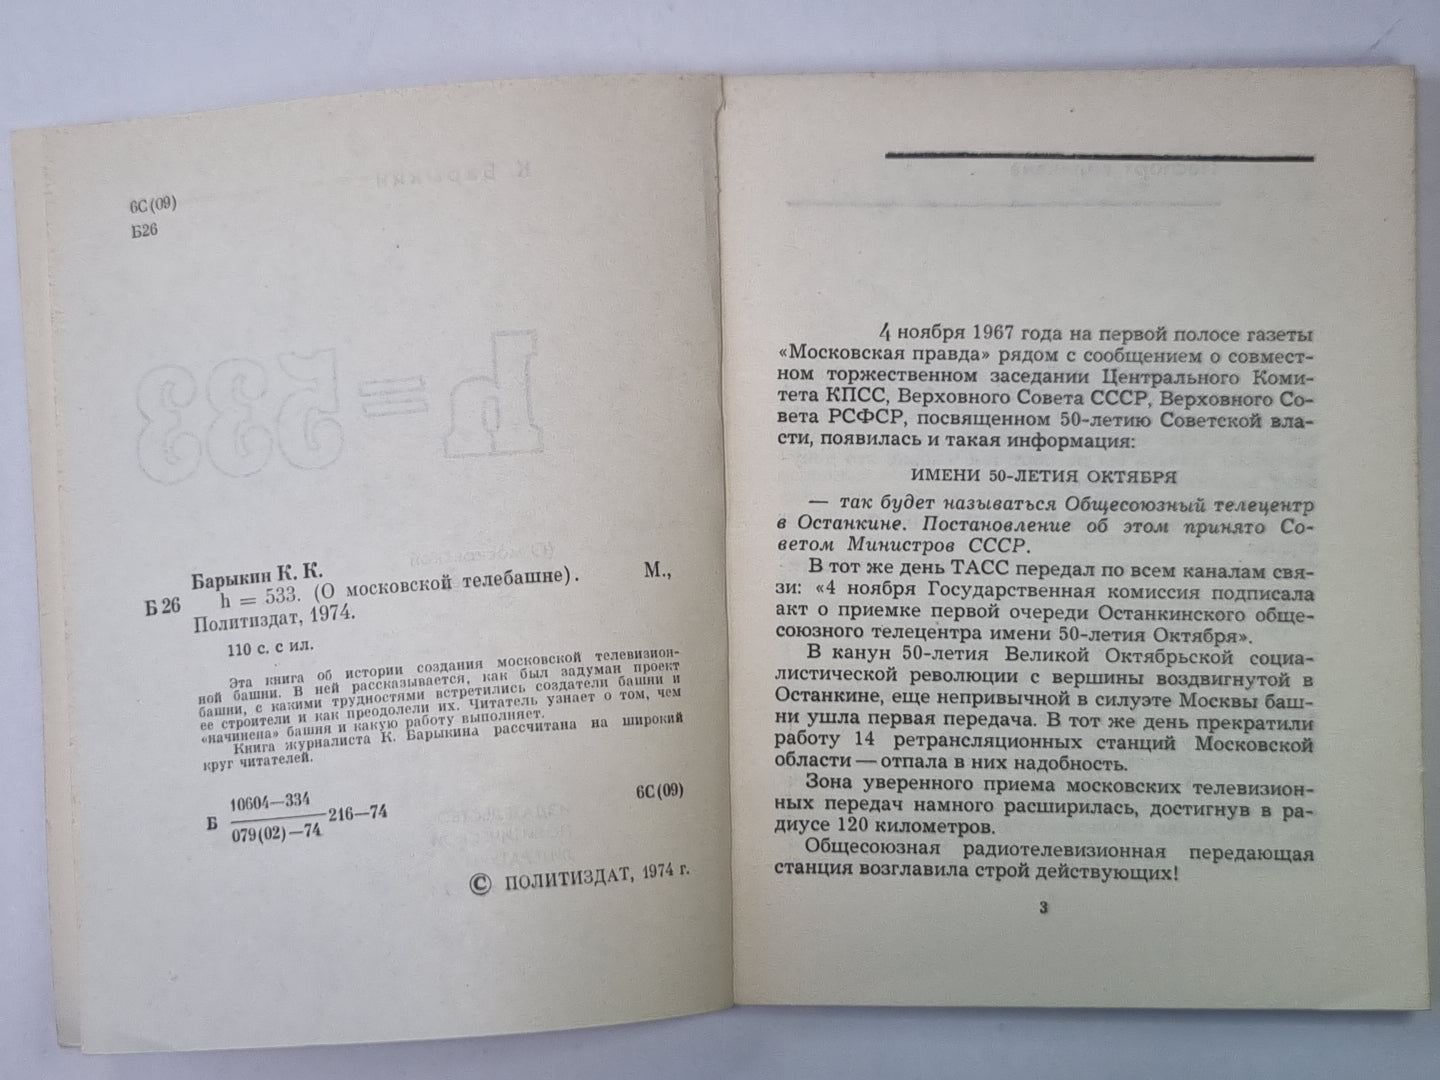 6С(09)
Б26
Барыкин К. К.
Б 26 h = 533. (О московской телебашне). М.,
Политиздат, 1974.
110 с. с ил.
Эта книга об истории создания московской телевизион-
ной башни. В ней рассказывается, как был задуман проект
башни, с какими трудностями встретились создатели башни и
ее строители и как преодолели их. Читатель узнает о том, чем
«начинена» башня и какую работу выполняет.
Книга журналиста К. Барыкина рассчитана на широкий
круг читателей.
10604—334
Б 216—74 6С(09)
079(02)—74
© ПОЛИТИЗДАТ, 1974 г.
4 ноября 1967 года на первой полосе газеты
«Московская правда» рядом с сообщением о совмест-
ном торжественном заседании Центрального Коми-
тета КПСС, Верховного Совета СССР, Верховного Со-
вета РСФСР, посвященном 50-летию Советской вла-
сти, появилась и такая информация:
ИМЕНИ 50-ЛЕТИЯ ОКТЯБРЯ
— так будет называться Общесоюзный телецентр
в Останкине. Постановление об этом принято Со-
ветом Министров СССР.
В тот же день ТАСС передал по всем каналам свя-
зи: «4 ноября Государственная комиссия подписала
акт о приемке первой очереди Останкинского обще-
союзного телецентра имени 50-летия Октября».
В канун 50-летия Великой Октябрьской социа-
листической революции с вершины воздвигнутой в
Останкине, еще непривычной в силуэте Москвы баш-
ни ушла первая передача. В тот же день прекратили
работу 14 ретрансляционных станций Московской
области — отпала в них надобность.
Зона уверенного приема московских телевизион-
ных передач намного расширилась, достигнув в ра-
диусе 120 километров.
Общесоюзная радиотелевизионная передающая
станция возглавила строй действующих!
3